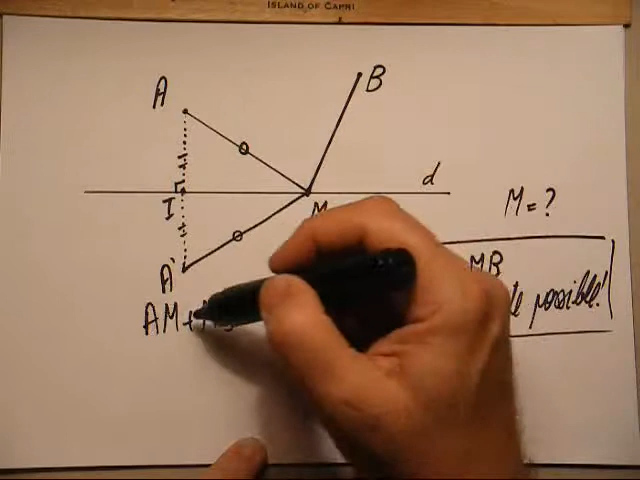 ISLAND OF CAPRI
A
B
d
I
M
M = ?
A'
MB
possible!
AM+